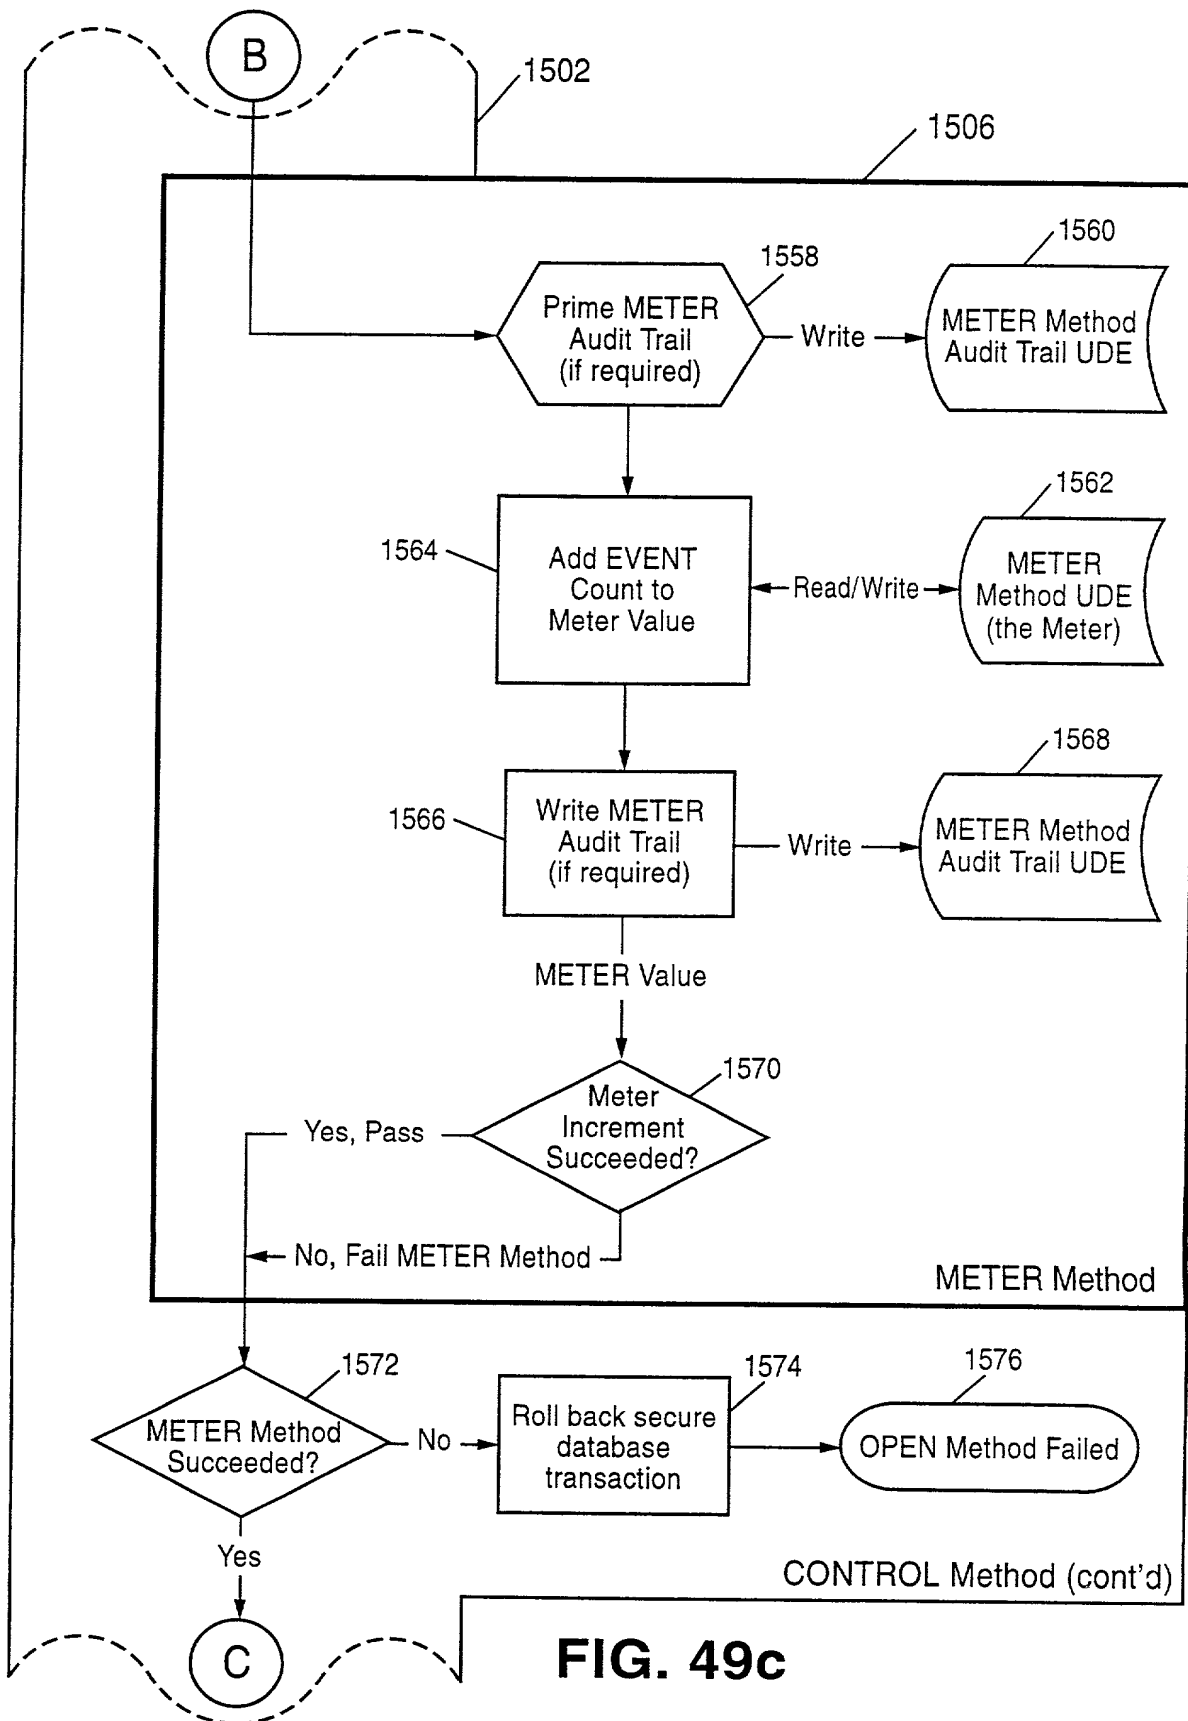 B
1502
1506
1558
1560
Prime METER
Audit Trail
(if required)
Write
METER Method
Audit Trail UDE
1562
1564
Add EVENT
Count to
Meter Value
Read/Write
METER
Method UDE
(the Meter)
1568
1566
Write METER
Audit Trail
(if required)
Write
METER Method
Audit Trail UDE
METER Value
1570
Meter
Increment
Succeeded?
Yes, Pass
No, Fail METER Method
METER Method
1572
1574
1576
METER Method
Succeeded?
No
Roll back secure
database
transaction
OPEN Method Failed
Yes
CONTROL Method (cont'd)
C
FIG. 49c